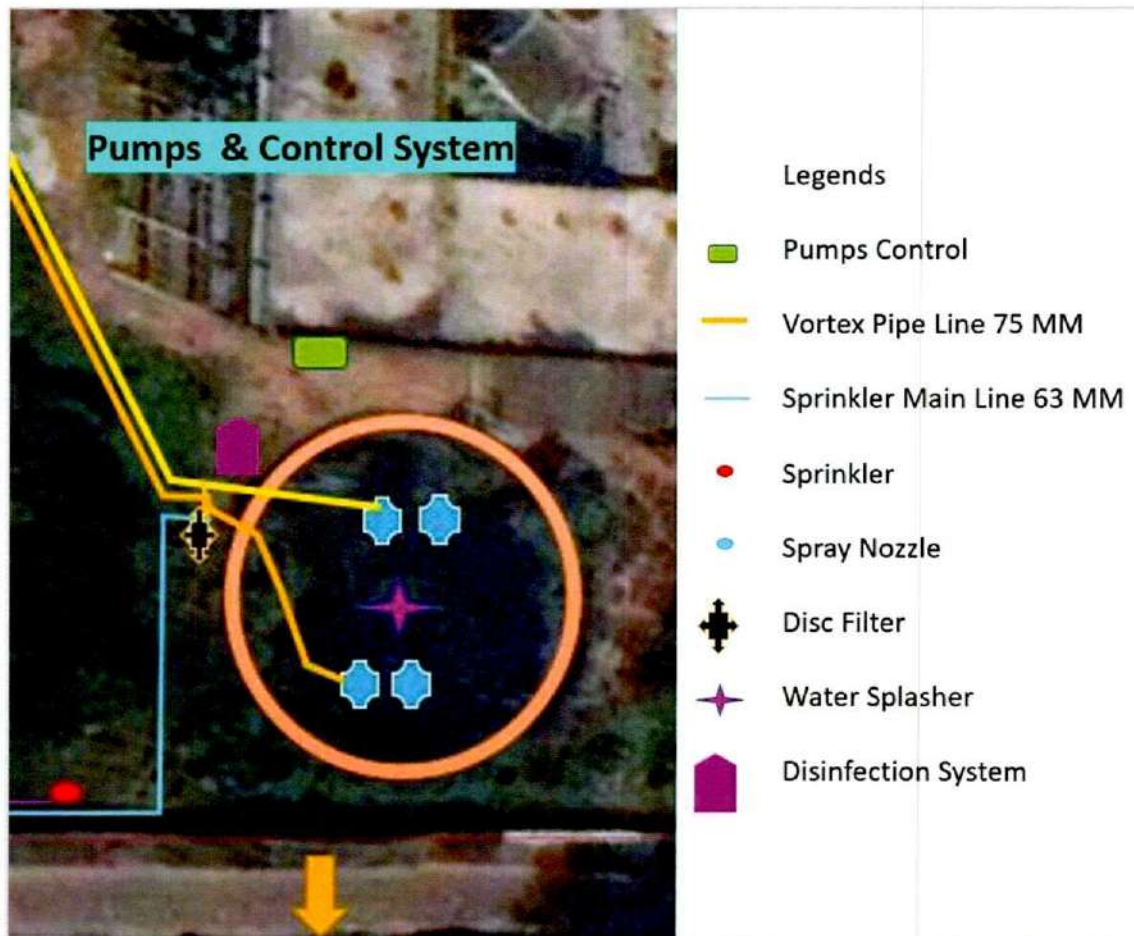 Pumps & Control System
Legends
Pumps Control
Vortex Pipe Line 75 MM
Sprinkler Main Line 63 MM
Sprinkler
Spray Nozzle
Disc Filter
Water Splasher
Disinfection System